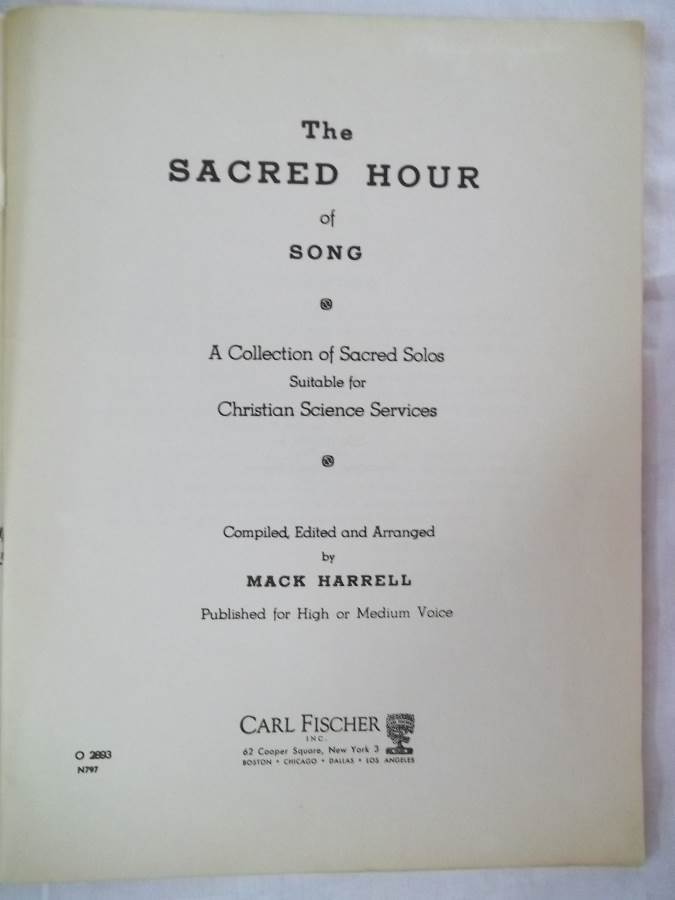 The
SACRED HOUR
of
SONG
A Collection of Sacred Solos
Suitable for
Christian Science Services
Compiled, Edited and Arranged
by
MACK HARRELL
Published for High or Medium Voice
CARL FISCHER
INC.
62 Cooper Square, New York 3
BOSTON • CHICAGO • DALLAS • LOS ANGELES
O 2893
N797